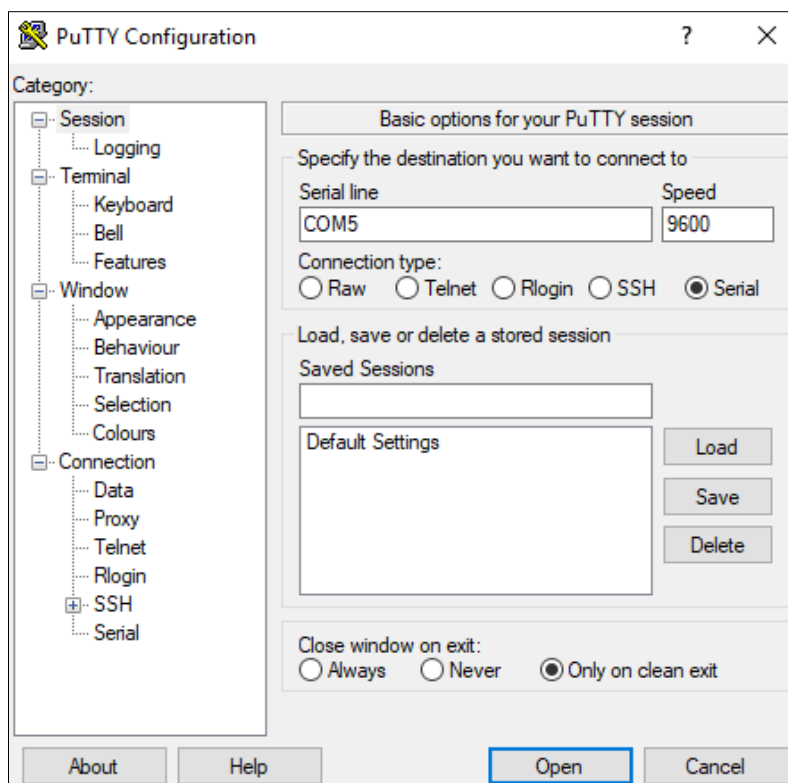 PuTTY Configuration
?
Category:
Session
Logging
Terminal
Keyboard
Bell
Features
Window
Appearance
Behaviour
Translation
Selection
Colours
Connection
Data
Proxy
Telnet
Rlogin
SSH
Serial
Basic options for your PuTTY session
Specify the destination you want to connect to
Serial line Speed
COM5 9600
Connection type:
Raw Telnet Rlogin SSH Serial
Load, save or delete a stored session
Saved Sessions
Default Settings
Load
Save
Delete
Close window on exit:
Always Never Only on clean exit
About Help Open Cancel